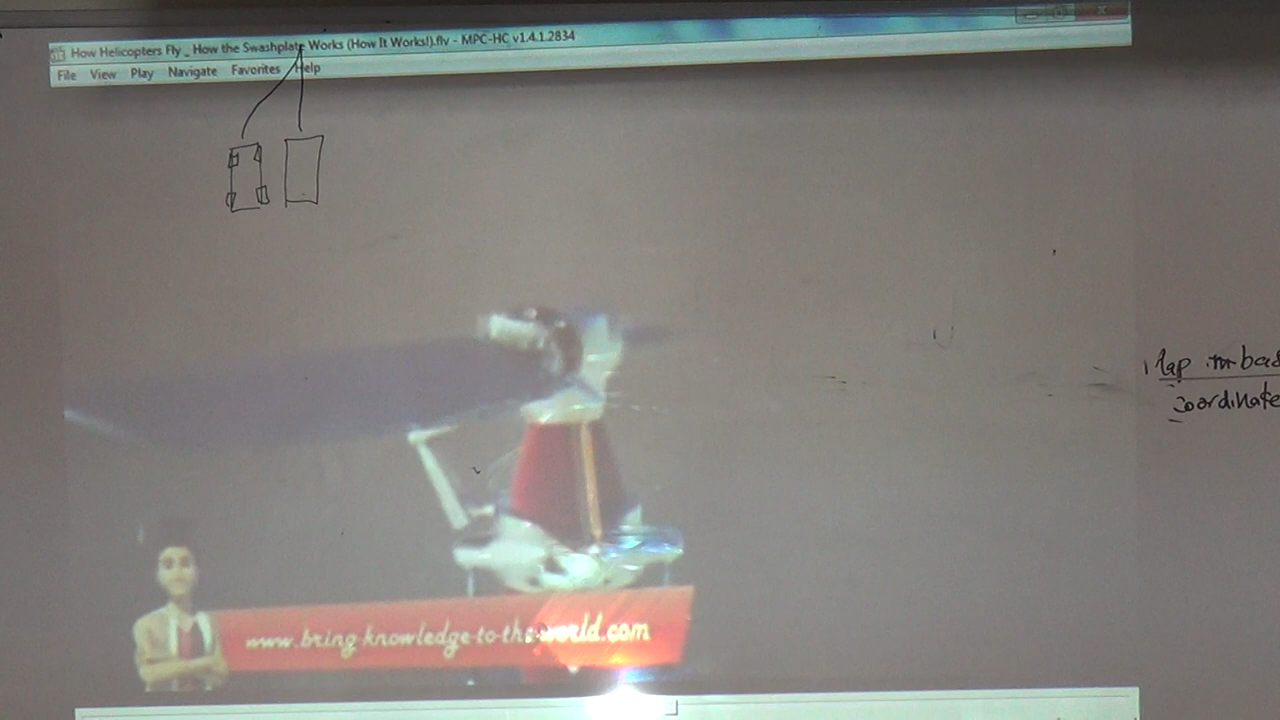 How Helicopters Fly _ How the Swashplate Works (How It Works!).flv - MPC-HC v1.4.1.2834
File View Play Navigate Favorites Help
www.bring-knowledge-to-the-world.com
coordinate